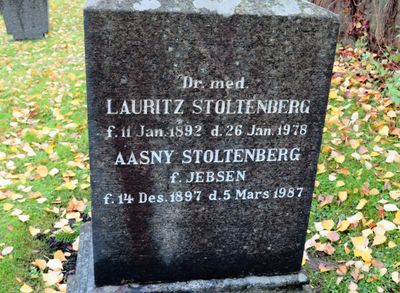 Dr. med.
LAURITZ STOLTENBERG
f. 11 Jan. 1892 d. 26 Jan. 1978
AASNY STOLTENBERG
f. JEBSEN
f. 14 Des. 1897 d. 5 Mars 1987